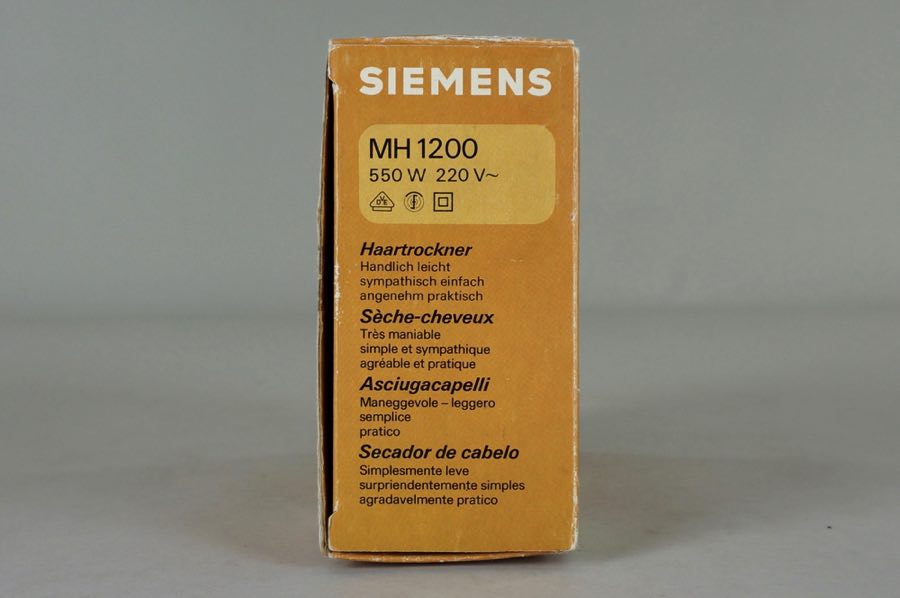 SIEMENS
MH 1200
550 W 220 V~
VDE
Haartrockner
Handlich leicht
sympathisch einfach
angenehm praktisch
Sèche-cheveux
Très maniable
simple et sympathique
agréable et pratique
Asciugacapelli
Maneggevole – leggero
semplice
pratico
Secador de cabelo
Simplesmente leve
surpriendentemente simples
agradavelmente pratico